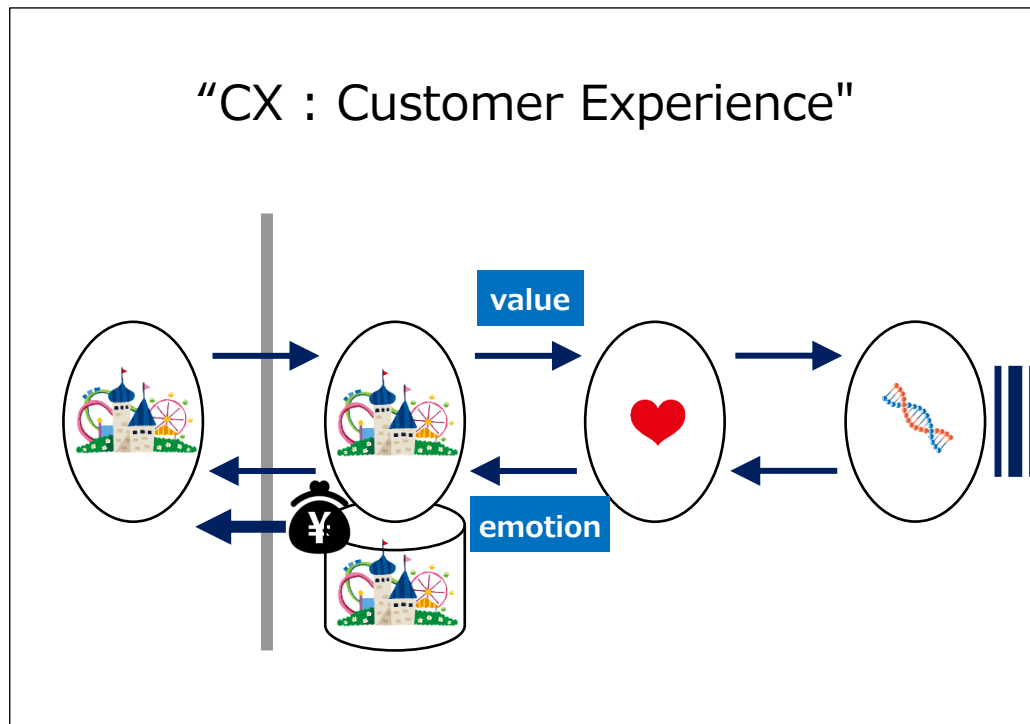 “CX : Customer Experience"
value
¥
emotion